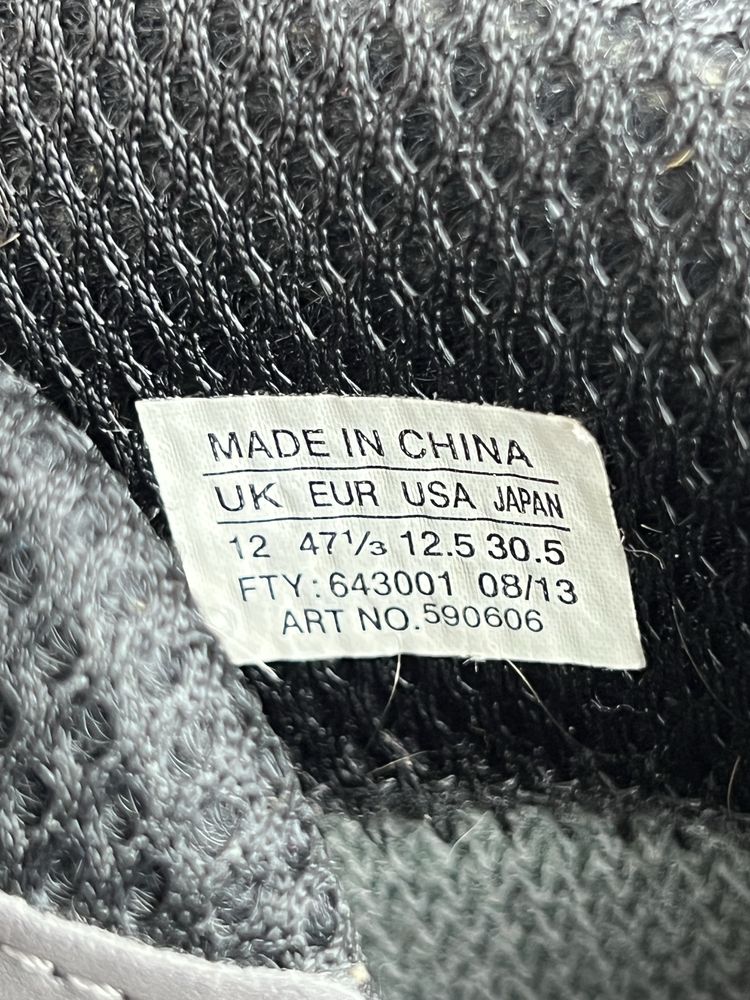 MADE IN CHINA
UK EUR USA JAPAN
12 47⅓ 12.5 30.5
FTY: 643001 08/13
ART NO. 590606